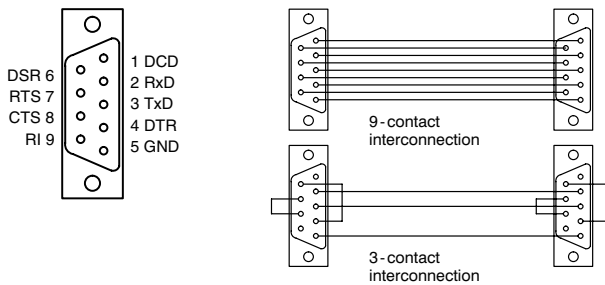 DSR 6
RTS 7
CTS 8
RI 9
1 DCD
2 RxD
3 TxD
4 DTR
5 GND
9-contact
interconnection
3-contact
interconnection